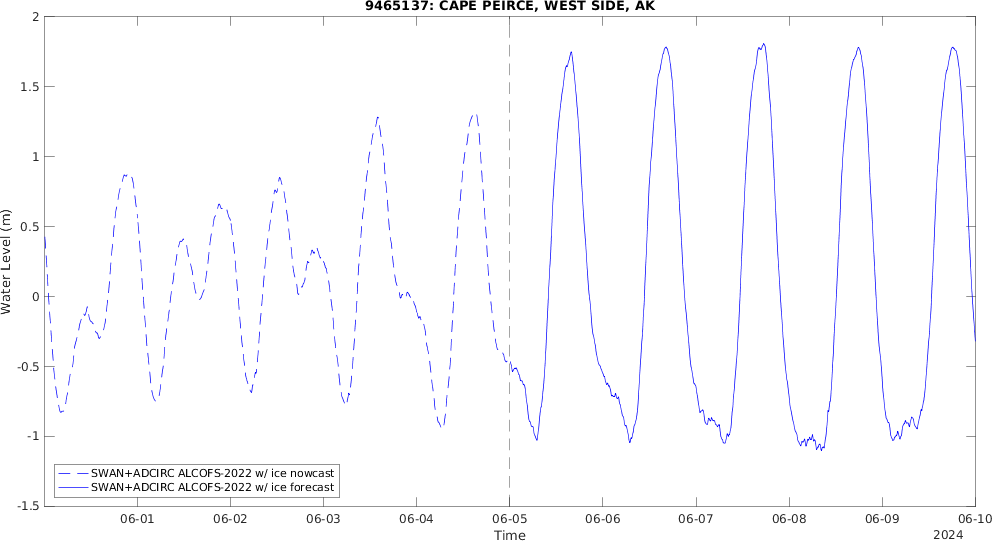 9465137: CAPE PEIRCE, WEST SIDE, AK
Water Level (m)
2
1.5
1
0.5
0
-0.5
-1
-1.5
SWAN+ADCIRC ALCOFS-2022 w/ ice nowcast
SWAN+ADCIRC ALCOFS-2022 w/ ice forecast
06-01 06-02 06-03 06-04 06-05 06-06 06-07 06-08 06-09 06-10
Time
2024